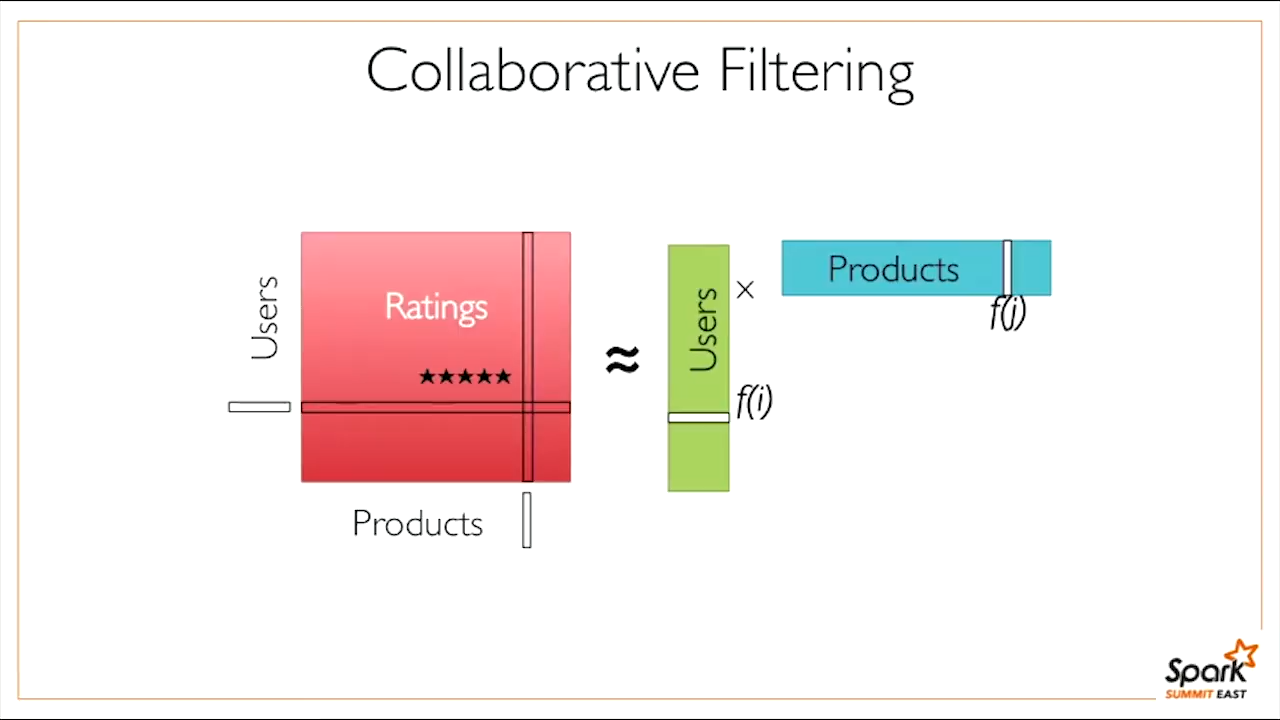 Collaborative Filtering
Users
Ratings
★★★★★
Products
≈
Users
f(i)
×
Products
f(j)
Spark
SUMMIT EAST